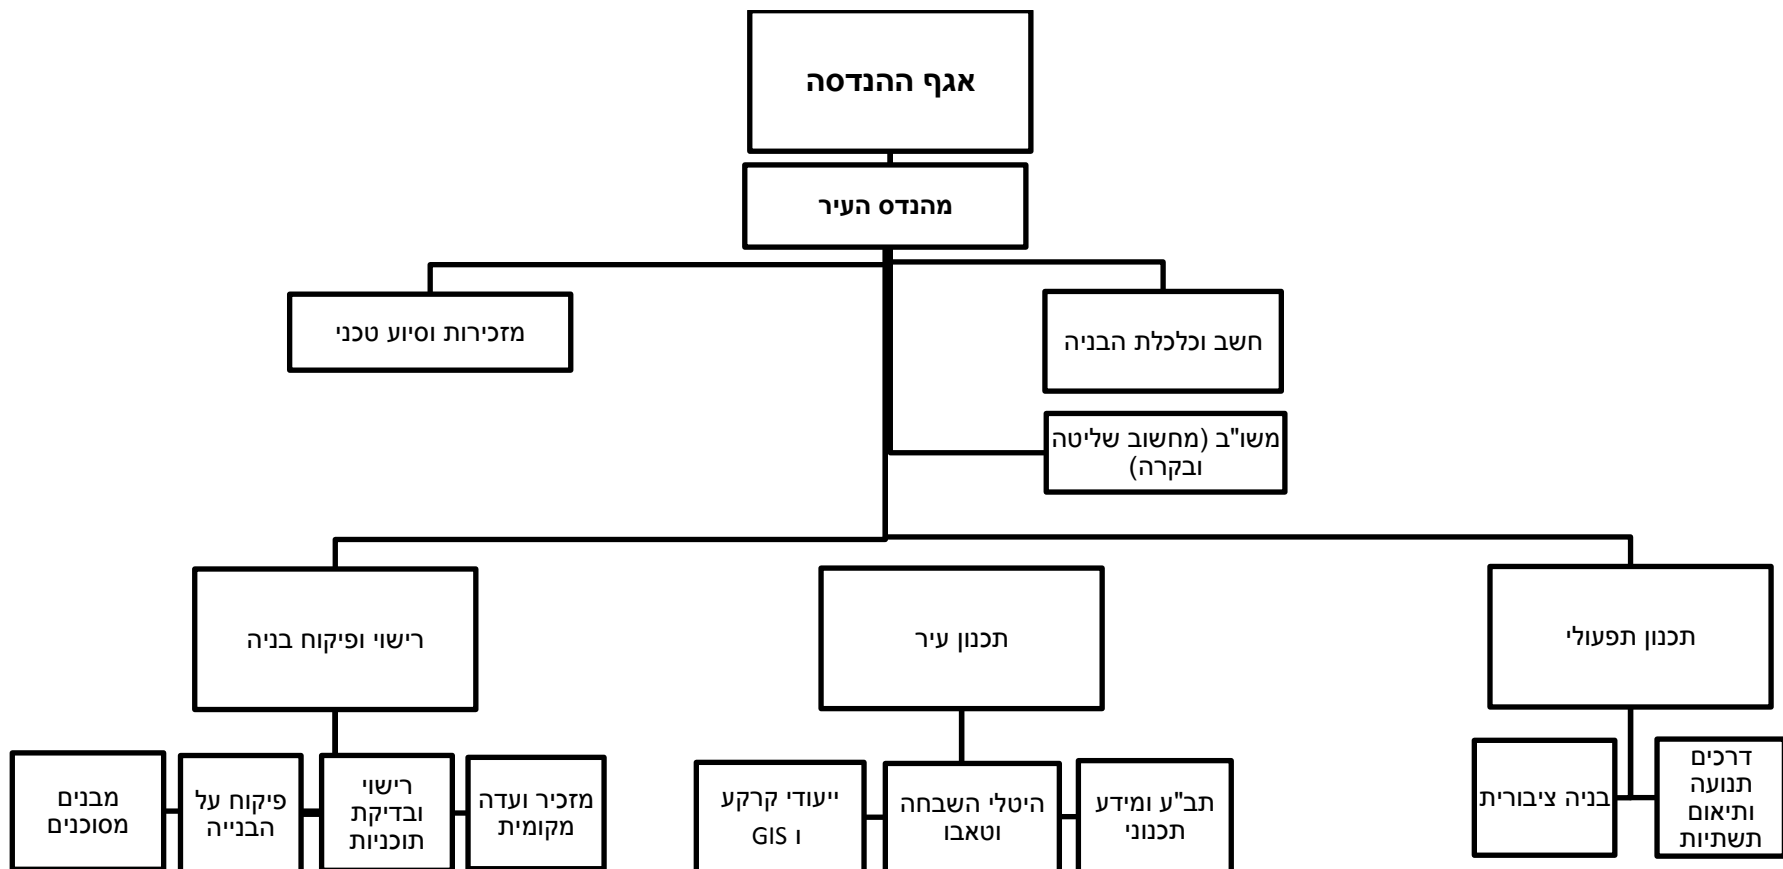 אגף ההנדסה
מהנדס העיר
חשב וכלכלת הבניה
מזכירות וסיוע טכני
משו"ב (מחשוב שליטה
ובקרה)
תכנון תפעולי
תכנון עיר
רישוי ופיקוח בניה
דרכים
תנועה
ותיאום
תשתיות
בניה ציבורית
תב"ע ומידע
תכנוני
היטלי השבחה
וטאבו
ייעודי קרקע
ו GIS
מזכיר ועדה
מקומית
רישוי
ובדיקת
תוכניות
פיקוח על
הבנייה
מבנים
מסוכנים